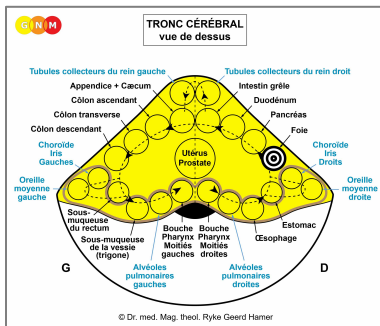 G N M
TRONC CÉRÉBRAL
vue de dessus
Tubules collecteurs du rein gauche
Tubules collecteurs du rein droit
Appendice + Cæcum
Intestin grêle
Côlon ascendant
Duodénum
Côlon transverse
Pancréas
Côlon descendant
Foie
Choroïde
Iris
Gauches
Choroïde
Iris
Droits
Utérus
Prostate
Oreille
moyenne
gauche
Oreille
moyenne
droite
Sous-
muqueuse
du rectum
Estomac
Sous-muqueuse
de la vessie
(trigone)
Œsophage
Bouche
Pharynx
Moitiés
gauches
Bouche
Pharynx
Moitiés
droites
Alvéoles
pulmonaires
gauches
Alvéoles
pulmonaires
droites
G
D
© Dr. med. Mag. theol. Ryke Geerd Hamer